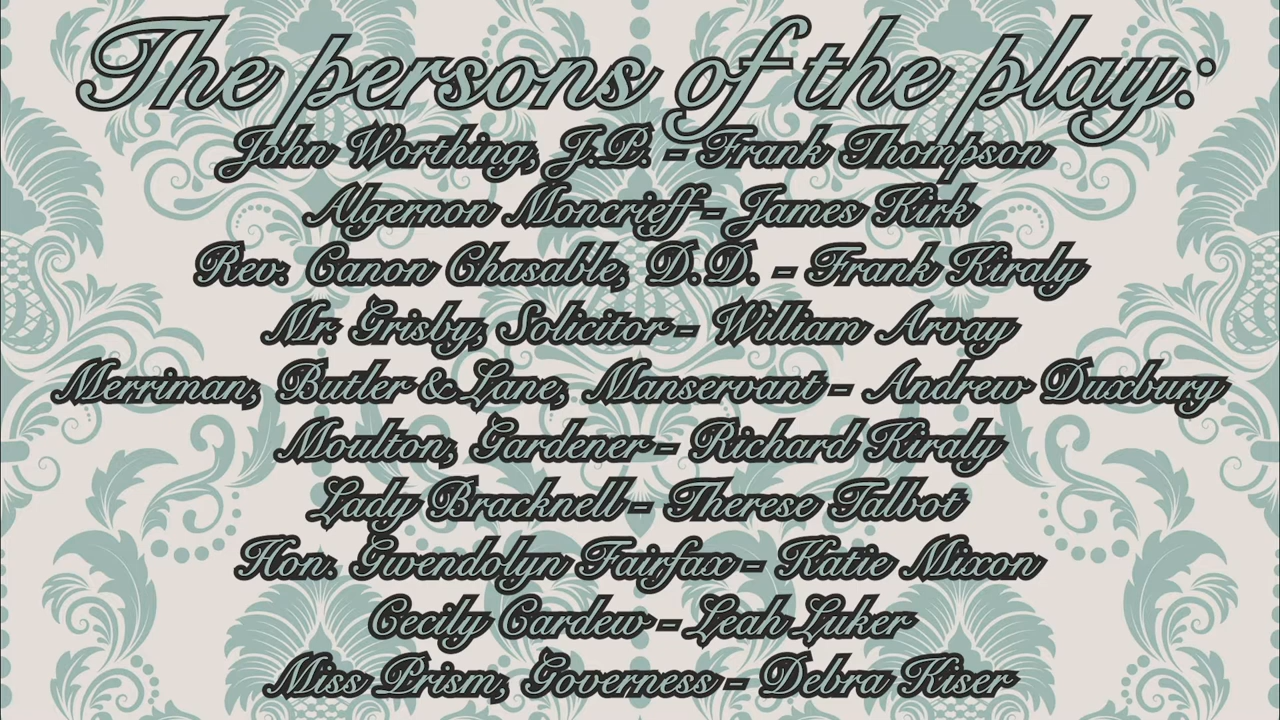 The persons of the play:
John Worthing, J.P. - Frank Thompson
Algernon Moncrieff - James Kirk
Rev. Canon Chasable, D.D. - Frank Kiraly
Mr. Grisby, Solicitor - William Arvay
Merriman, Butler & Lane, Manservant - Andrew Duxbury
Moulton, Gardener - Richard Kiraly
Lady Bracknell - Therese Talbot
Hon. Gwendolyn Fairfax - Katie Mixon
Cecily Cardew - Leah Luker
Miss Prism, Governess - Debra Kiser